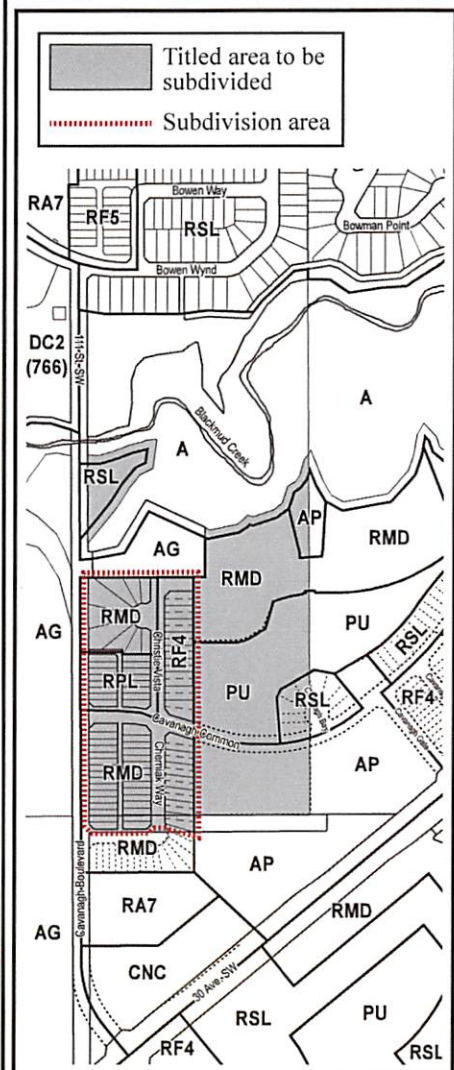 Titled area to be
subdivided
Subdivision area
Bowen Way
RA7
RF5
RSL
Bowman Point
Bowen Wynd
DC2
(766)
111-St.-SW
A
Blackmud Creek
A
RSL
AP
AG
RMD
RMD
AG
RMD
Christie-Vista
RF4
PU
RSL
RPL
PU
RSL
RF4
Cavanagh Common
RMD
Cherniak Way
AP
RMD
AP
Cavanagh-Boulevard
RA7
RMD
AG
CNC
30 Ave.-SW
RSL
PU
RF4
RSL